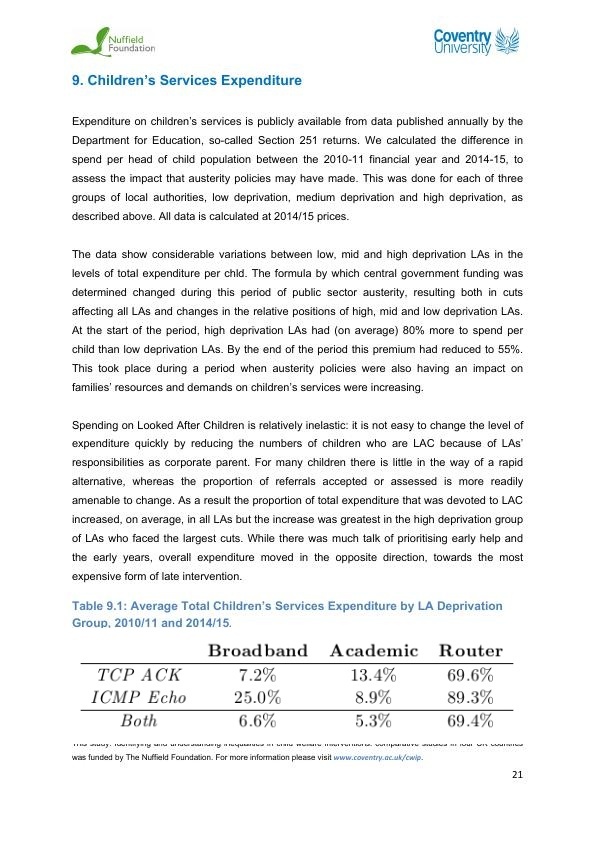 Nuffield
Foundation
Coventry
University
9. Children's Services Expenditure
Expenditure on children's services is publicly available from data published annually by the
Department for Education, so-called Section 251 returns. We calculated the difference in
spend per head of child population between the 2010-11 financial year and 2014-15, to
assess the impact that austerity policies may have made. This was done for each of three
groups of local authorities, low deprivation, medium deprivation and high deprivation, as
described above. All data is calculated at 2014/15 prices.
The data show considerable variations between low, mid and high deprivation LAs in the
levels of total expenditure per chld. The formula by which central government funding was
determined changed during this period of public sector austerity, resulting both in cuts
affecting all LAs and changes in the relative positions of high, mid and low deprivation LAs.
At the start of the period, high deprivation LAs had (on average) 80% more to spend per
child than low deprivation LAs. By the end of the period this premium had reduced to 55%.
This took place during a period when austerity policies were also having an impact on
families' resources and demands on children's services were increasing.
Spending on Looked After Children is relatively inelastic: it is not easy to change the level of
expenditure quickly by reducing the numbers of children who are LAC because of LAs'
responsibilities as corporate parent. For many children there is little in the way of a rapid
alternative, whereas the proportion of referrals accepted or assessed is more readily
amenable to change. As a result the proportion of total expenditure that was devoted to LAC
increased, on average, in all LAs but the increase was greatest in the high deprivation group
of LAs who faced the largest cuts. While there was much talk of prioritising early help and
the early years, overall expenditure moved in the opposite direction, towards the most
expensive form of late intervention.
Table 9.1: Average Total Children's Services Expenditure by LA Deprivation
Group, 2010/11 and 2014/15.
Broadband Academic Router
TCP ACK 7.2% 13.4% 69.6%
ICMP Echo 25.0% 8.9% 89.3%
Both 6.6% 5.3% 69.4%
This study: Identifying and understanding inequalities in child welfare interventions: comparative studies in four UK countries
was funded by The Nuffield Foundation. For more information please visit www.coventry.ac.uk/cwip.
21